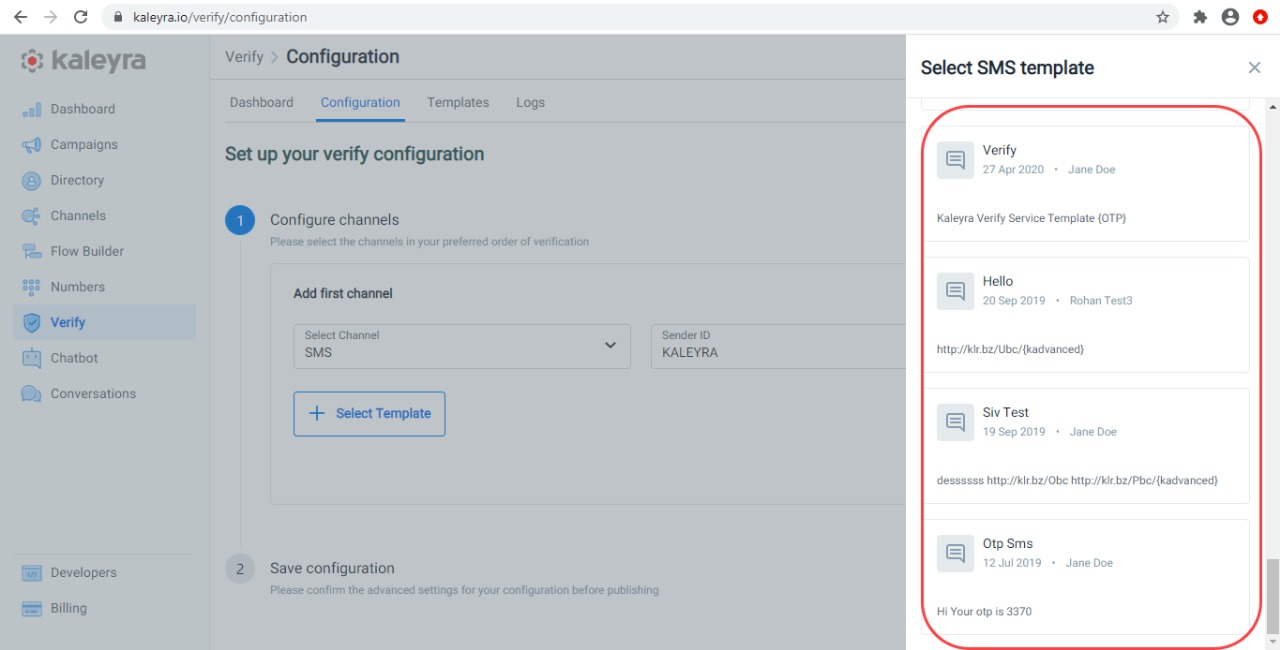 kaleyra.io/verify/configuration
kaleyra
Dashboard
Campaigns
Directory
Channels
Flow Builder
Numbers
Verify
Chatbot
Conversations
Developers
Billing
Verify > Configuration
Dashboard Configuration Templates Logs
Set up your verify configuration
1 Configure channels
Please select the channels in your preferred order of verification
Add first channel
Select Channel
SMS
Sender ID
KALEYRA
+ Select Template
2 Save configuration
Please confirm the advanced settings for your configuration before publishing
Select SMS template ×
Verify
27 Apr 2020 • Jane Doe
Kaleyra Verify Service Template {OTP}
Hello
20 Sep 2019 • Rohan Test3
http://klr.bz/Ubc/{kadvanced}
Siv Test
19 Sep 2019 • Jane Doe
dessssss http://klr.bz/Obc http://klr.bz/Pbc/{kadvanced}
Otp Sms
12 Jul 2019 • Jane Doe
Hi Your otp is 3370